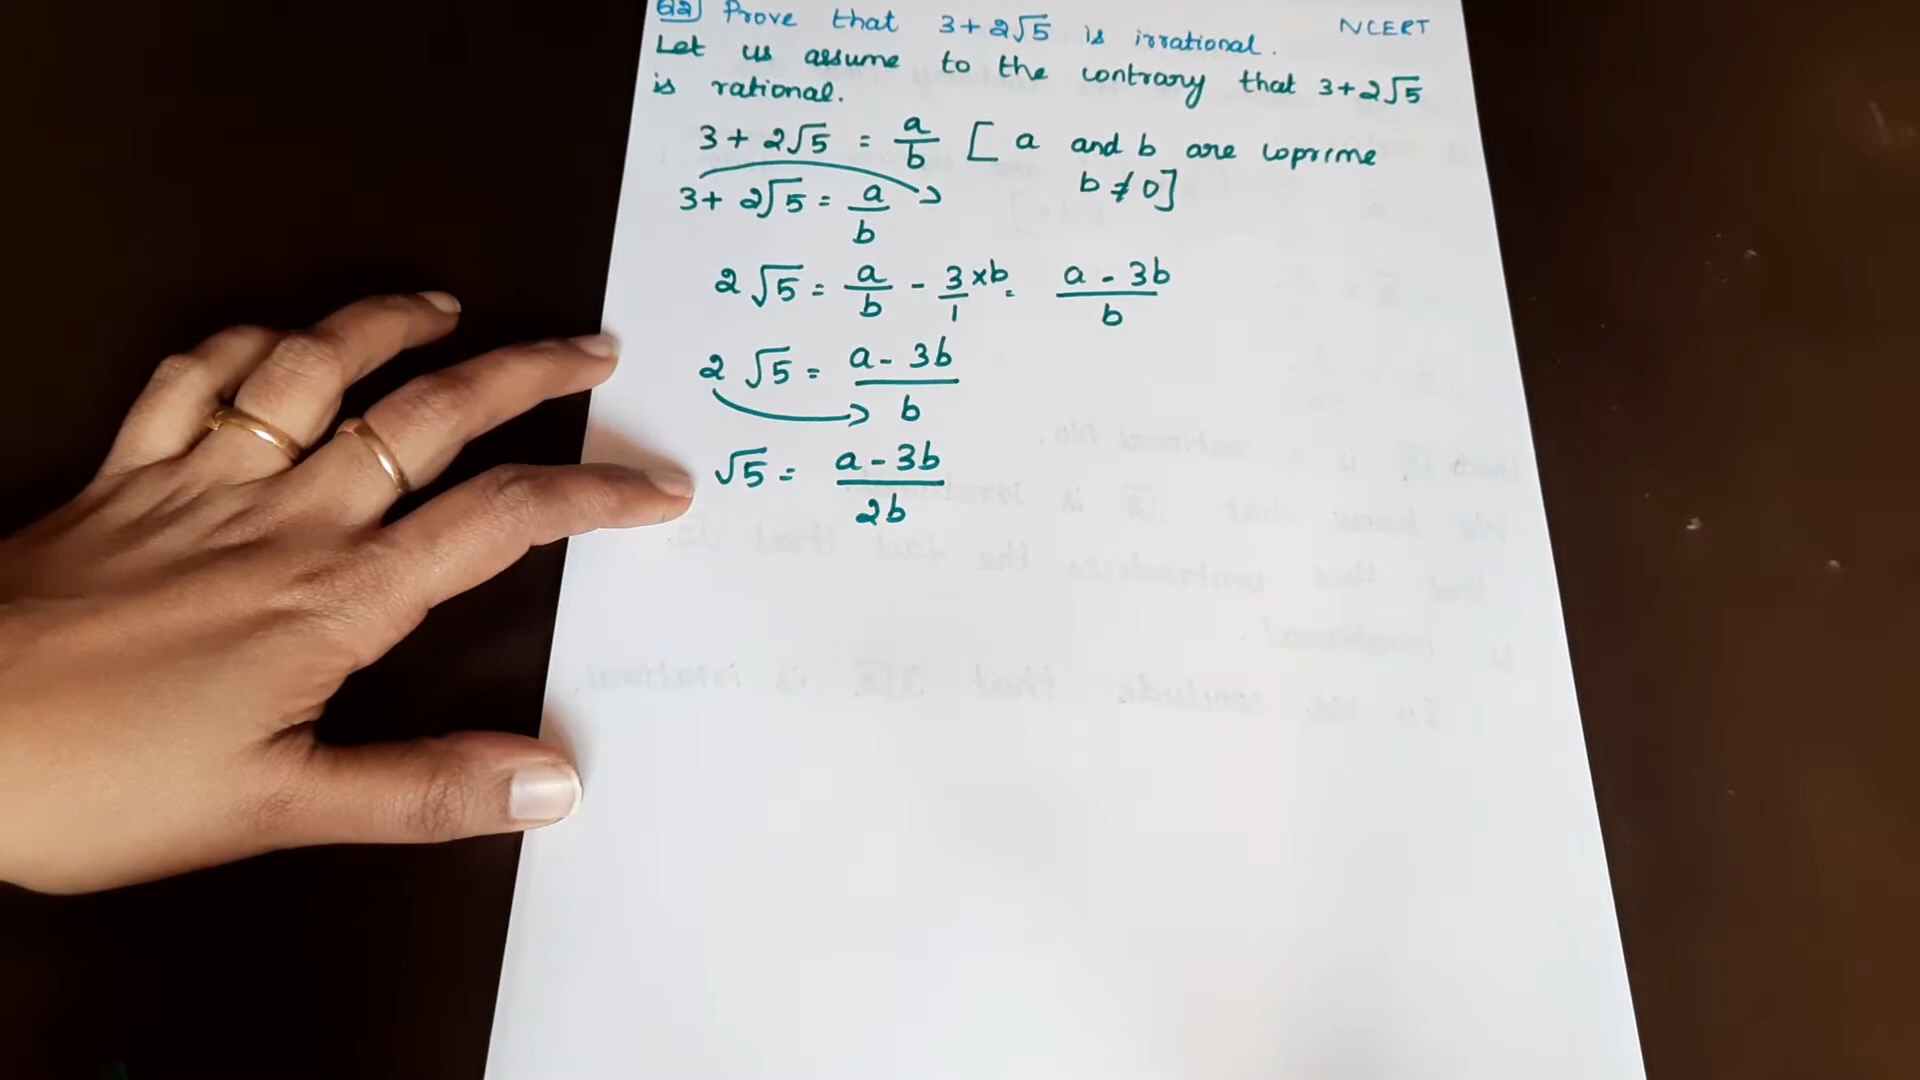 Q2) Prove that 3+2√5 is irrational. NCERT
Let us assume to the contrary that 3+2√5
is rational.
3+2√5 = a/b [ a and b are coprime
b ≠ 0]
3+ 2√5 = a/b
2√5 = a/b - 3/1 ×b = a - 3b/b
2 √5 = a - 3b/b
√5 = a - 3b/2b